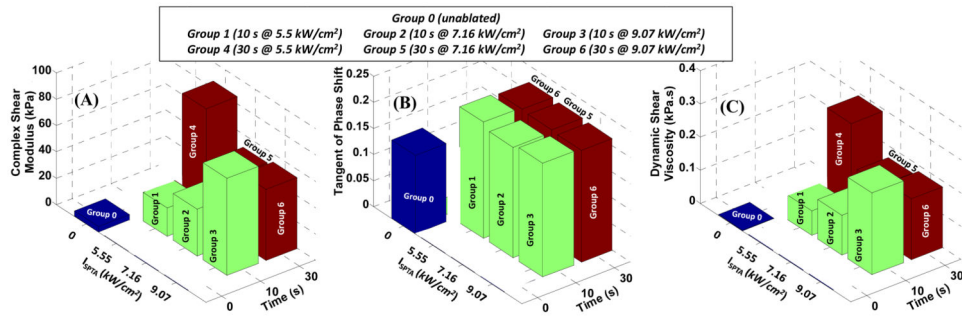 Group 0 (unablated)
Group 1 (10 s @ 5.5 kW/cm²) Group 2 (10 s @ 7.16 kW/cm²) Group 3 (10 s @ 9.07 kW/cm²)
Group 4 (30 s @ 5.5 kW/cm²) Group 5 (30 s @ 7.16 kW/cm²) Group 6 (30 s @ 9.07 kW/cm²)
(A)
Complex Shear
Modulus (kPa)
100
80
60
40
20
0
Group 0
Group 1
Group 2
Group 3
Group 4
Group 5
Group 6
0
5.55
7.16
9.07
I_SPTA (kW/cm²)
0
10
30
Time (s)
(B)
Tangent of Phase Shift
0.25
0.2
0.15
0.1
0.05
0
Group 0
Group 1
Group 2
Group 3
Group 6
Group 5
Group 6
0
5.55
7.16
9.07
I_SPTA (kW/cm²)
0
10
30
Time (s)
(C)
Dynamic Shear
Viscosity (kPa.s)
0.4
0.3
0.2
0.1
0
Group 0
Group 1
Group 2
Group 3
Group 4
Group 5
Group 6
0
5.55
7.16
9.07
I_SPTA (kW/cm²)
0
10
30
Time (s)